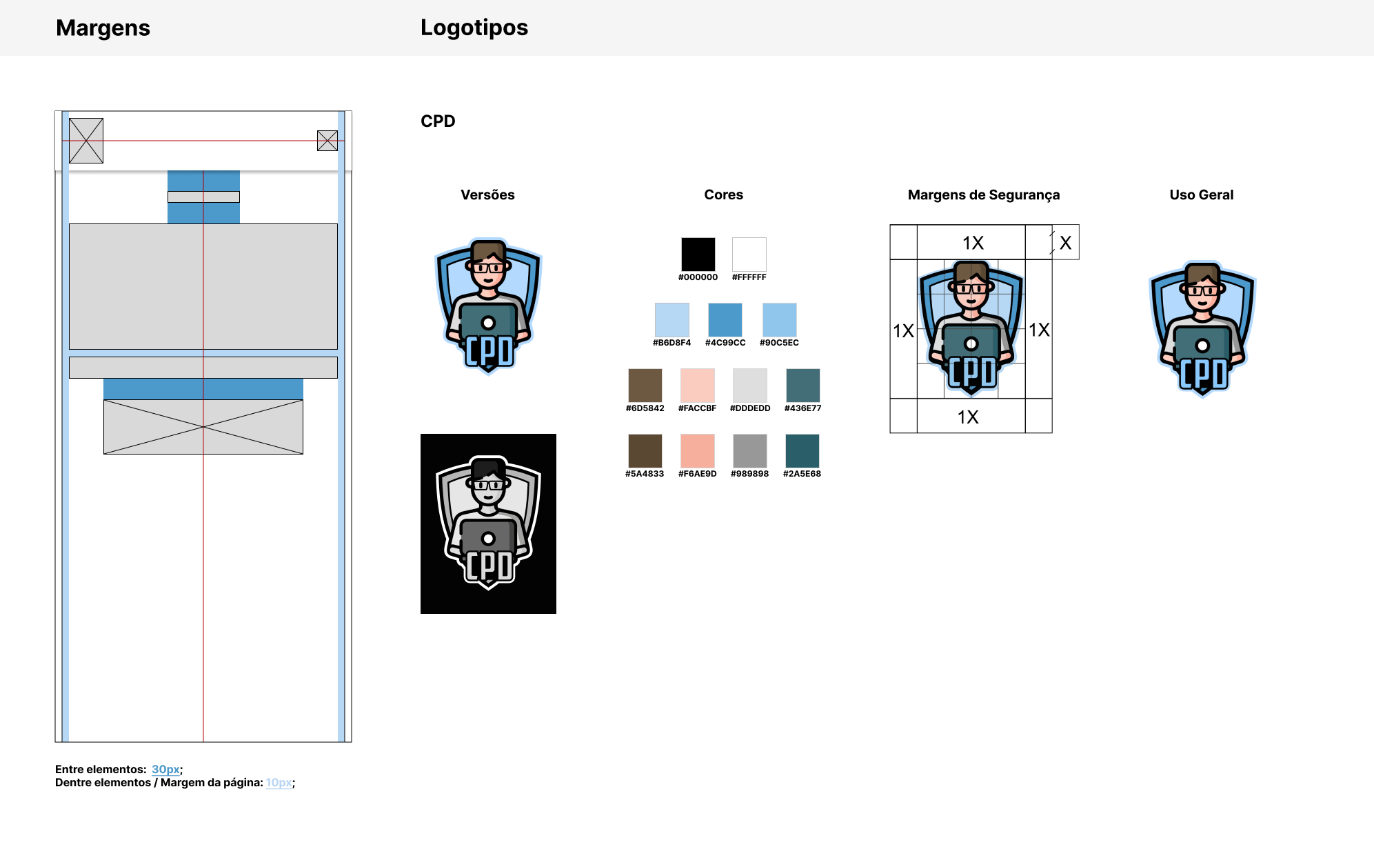 Margens
Logotipos
CPD
Versões
Cores
Margens de Segurança
Uso Geral
#000000
#FFFFFF
#B6D8F4
#4C99CC
#90C5EC
#6D5842
#FACCBF
#DDDEDD
#436E77
#5A4833
#F6AE9D
#989898
#2A5E68
1X
X
1X
1X
1X
CPD
CPD
CPD
CPD
Entre elementos: 30px;
Dentre elementos / Margem da página: 10px;